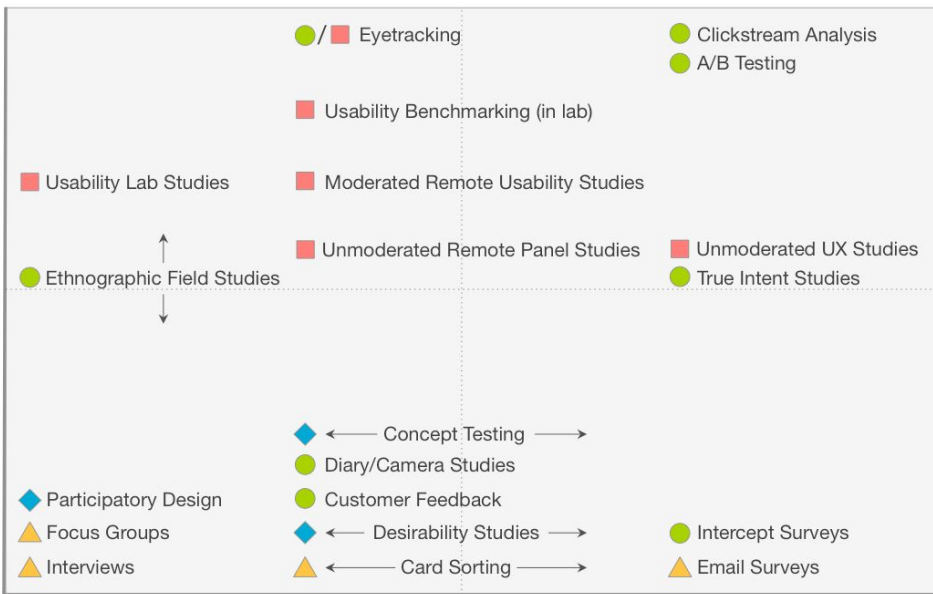 / Eyetracking
Clickstream Analysis
A/B Testing
Usability Benchmarking (in lab)
Usability Lab Studies
Moderated Remote Usability Studies
Unmoderated Remote Panel Studies
Unmoderated UX Studies
Ethnographic Field Studies
True Intent Studies
Concept Testing
Diary/Camera Studies
Participatory Design
Customer Feedback
Focus Groups
Desirability Studies
Intercept Surveys
Interviews
Card Sorting
Email Surveys